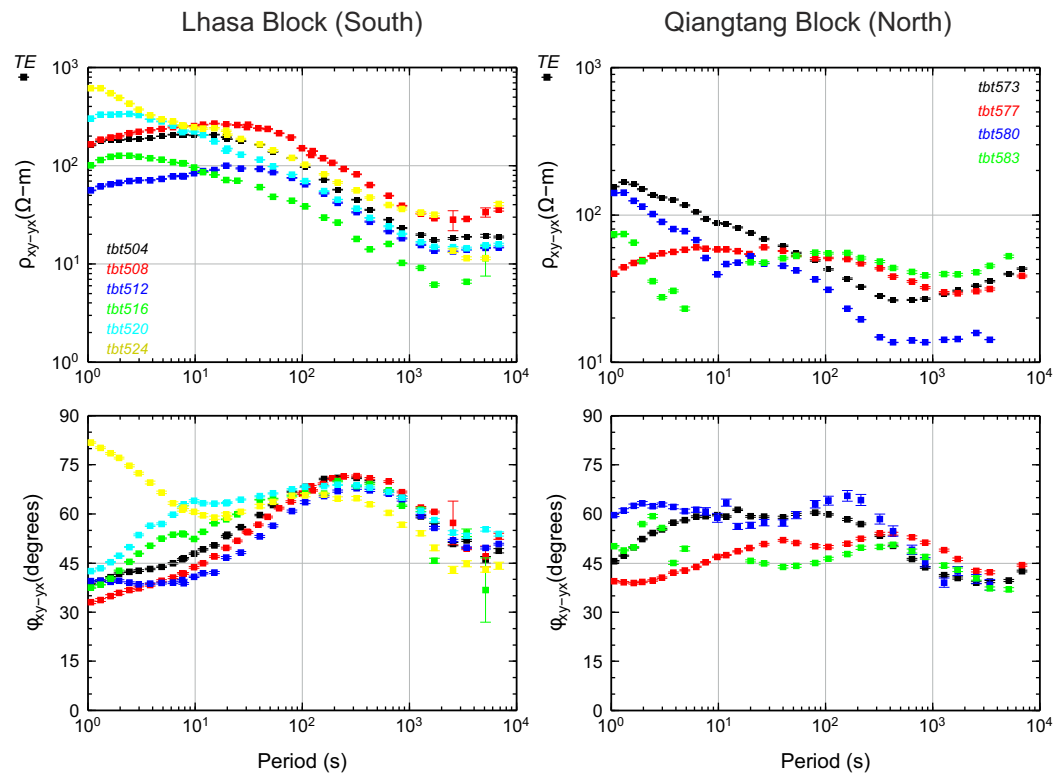 Lhasa Block (South)
Qiangtang Block (North)
TE
TE
10³
10²
10¹
10⁰
ρxy−yx(Ω−m)
tbt504
tbt508
tbt512
tbt516
tbt520
tbt524
10⁰ 10¹ 10² 10³ 10⁴
10³
10²
10¹
ρxy−yx(Ω−m)
tbt573
tbt577
tbt580
tbt583
10⁰ 10¹ 10² 10³ 10⁴
90
75
60
45
30
15
0
φxy−yx(degrees)
10⁰ 10¹ 10² 10³ 10⁴
Period (s)
90
75
60
45
30
15
0
φxy−yx(degrees)
10⁰ 10¹ 10² 10³ 10⁴
Period (s)